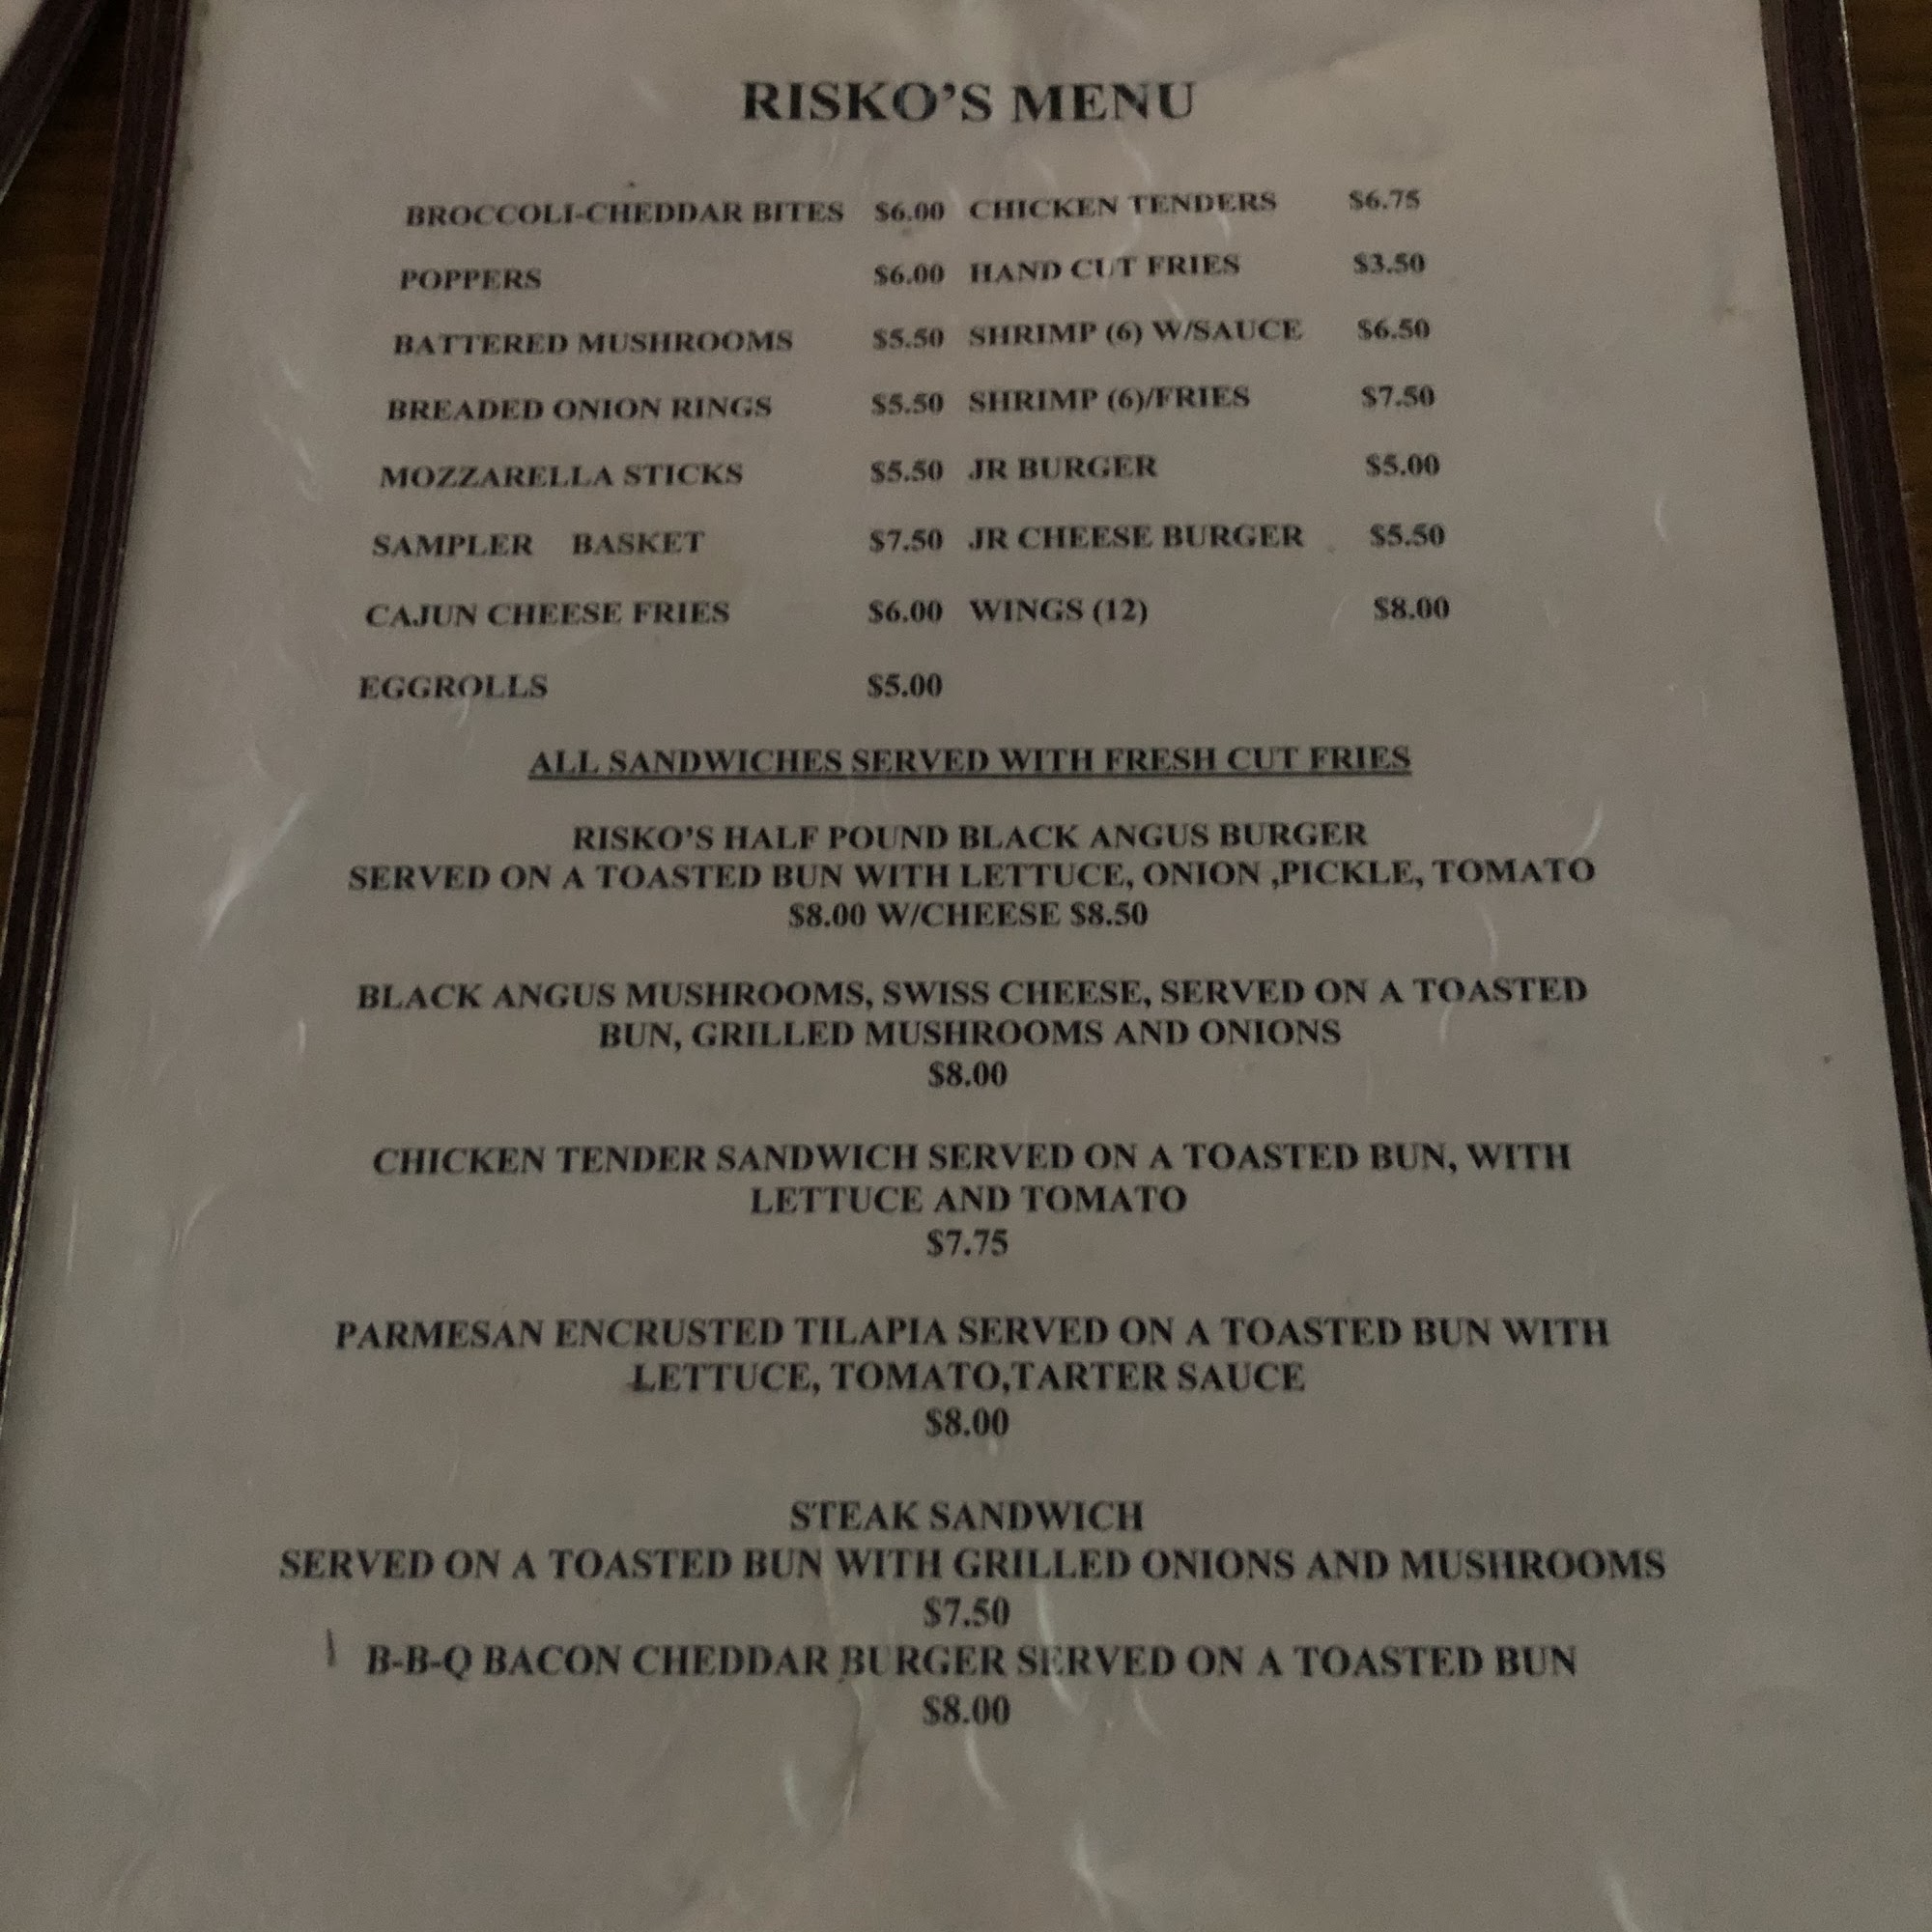 RISKO'S MENU
BROCCOLI-CHEDDAR BITES $6.00 CHICKEN TENDERS $6.75
POPPERS $6.00 HAND CUT FRIES $3.50
BATTERED MUSHROOMS $5.50 SHRIMP (6) W/SAUCE $6.50
BREADED ONION RINGS $5.50 SHRIMP (6)/FRIES $7.50
MOZZARELLA STICKS $5.50 JR BURGER $5.00
SAMPLER BASKET $7.50 JR CHEESE BURGER $5.50
CAJUN CHEESE FRIES $6.00 WINGS (12) $8.00
EGGROLLS $5.00
ALL SANDWICHES SERVED WITH FRESH CUT FRIES
RISKO'S HALF POUND BLACK ANGUS BURGER
SERVED ON A TOASTED BUN WITH LETTUCE, ONION ,PICKLE, TOMATO
$8.00 W/CHEESE $8.50
BLACK ANGUS MUSHROOMS, SWISS CHEESE, SERVED ON A TOASTED
BUN, GRILLED MUSHROOMS AND ONIONS
$8.00
CHICKEN TENDER SANDWICH SERVED ON A TOASTED BUN, WITH
LETTUCE AND TOMATO
$7.75
PARMESAN ENCRUSTED TILAPIA SERVED ON A TOASTED BUN WITH
LETTUCE, TOMATO,TARTER SAUCE
$8.00
STEAK SANDWICH
SERVED ON A TOASTED BUN WITH GRILLED ONIONS AND MUSHROOMS
$7.50
B-B-Q BACON CHEDDAR BURGER SERVED ON A TOASTED BUN
$8.00